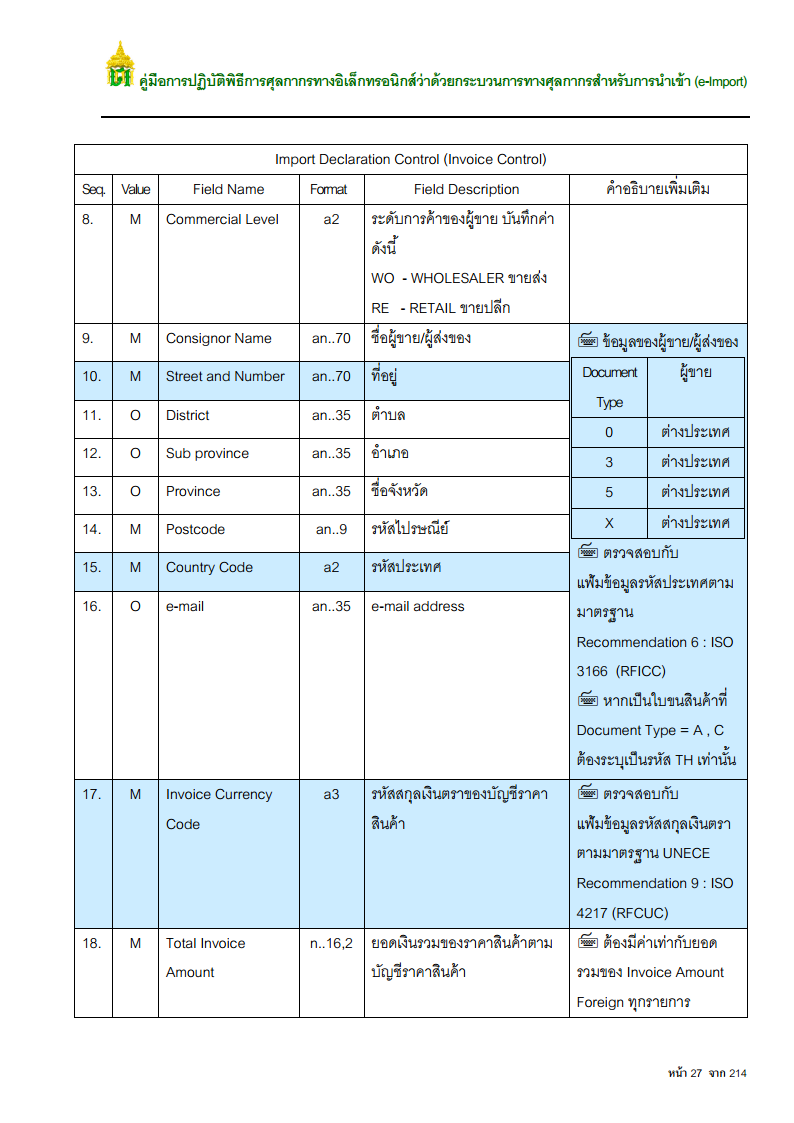 คู่มือการปฏิบัติพิธีการศุลกากรทางอิเล็กทรอนิกส์ว่าด้วยกระบวนการทางศุลกากรสำหรับการนำเข้า (e-Import)
Import Declaration Control (Invoice Control)
Seq. Value Field Name Format Field Description คำอธิบายเพิ่มเติม
8. M Commercial Level a2 ระดับการค้าของผู้ขาย บันทึกค่า
ดังนี้
WO - WHOLESALER ขายส่ง
RE - RETAIL ขายปลีก
9. M Consignor Name an..70 ชื่อผู้ขาย/ผู้ส่งของ
10. M Street and Number an..70 ที่อยู่
11. O District an..35 ตำบล
12. O Sub province an..35 อำเภอ
13. O Province an..35 ชื่อจังหวัด
14. M Postcode an..9 รหัสไปรษณีย์
15. M Country Code a2 รหัสประเทศ
16. O e-mail an..35 e-mail address
ข้อมูลของผู้ขาย/ผู้ส่งของ
Document ผู้ขาย
Type
0 ต่างประเทศ
3 ต่างประเทศ
5 ต่างประเทศ
X ต่างประเทศ
ตรวจสอบกับ
แฟ้มข้อมูลรหัสประเทศตาม
มาตรฐาน
Recommendation 6 : ISO
3166 (RFICC)
หากเป็นใบขนสินค้าที่
Document Type = A , C
ต้องระบุเป็นรหัส TH เท่านั้น
17. M Invoice Currency a3 รหัสสกุลเงินตราของบัญชีราคา ตรวจสอบกับ
Code สินค้า แฟ้มข้อมูลรหัสสกุลเงินตรา
ตามมาตรฐาน UNECE
Recommendation 9 : ISO
4217 (RFCUC)
18. M Total Invoice n..16,2 ยอดเงินรวมของราคาสินค้าตาม ต้องมีค่าเท่ากับยอด
Amount บัญชีราคาสินค้า รวมของ Invoice Amount
Foreign ทุกรายการ
หน้า 27 จาก 214